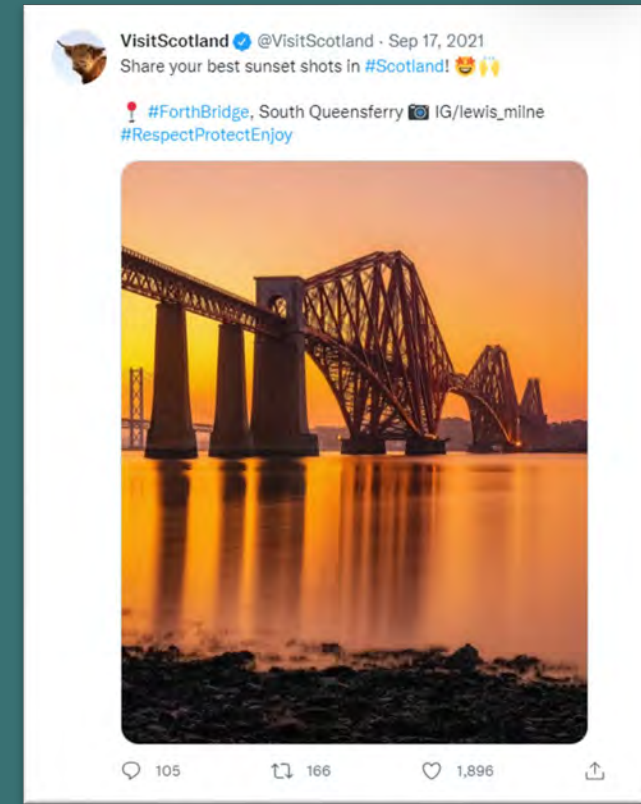 VisitScotland @VisitScotland · Sep 17, 2021
Share your best sunset shots in #Scotland! 🤩🙌
📍 #ForthBridge, South Queensferry 📷 IG/lewis_milne
#RespectProtectEnjoy
105 166 1,896